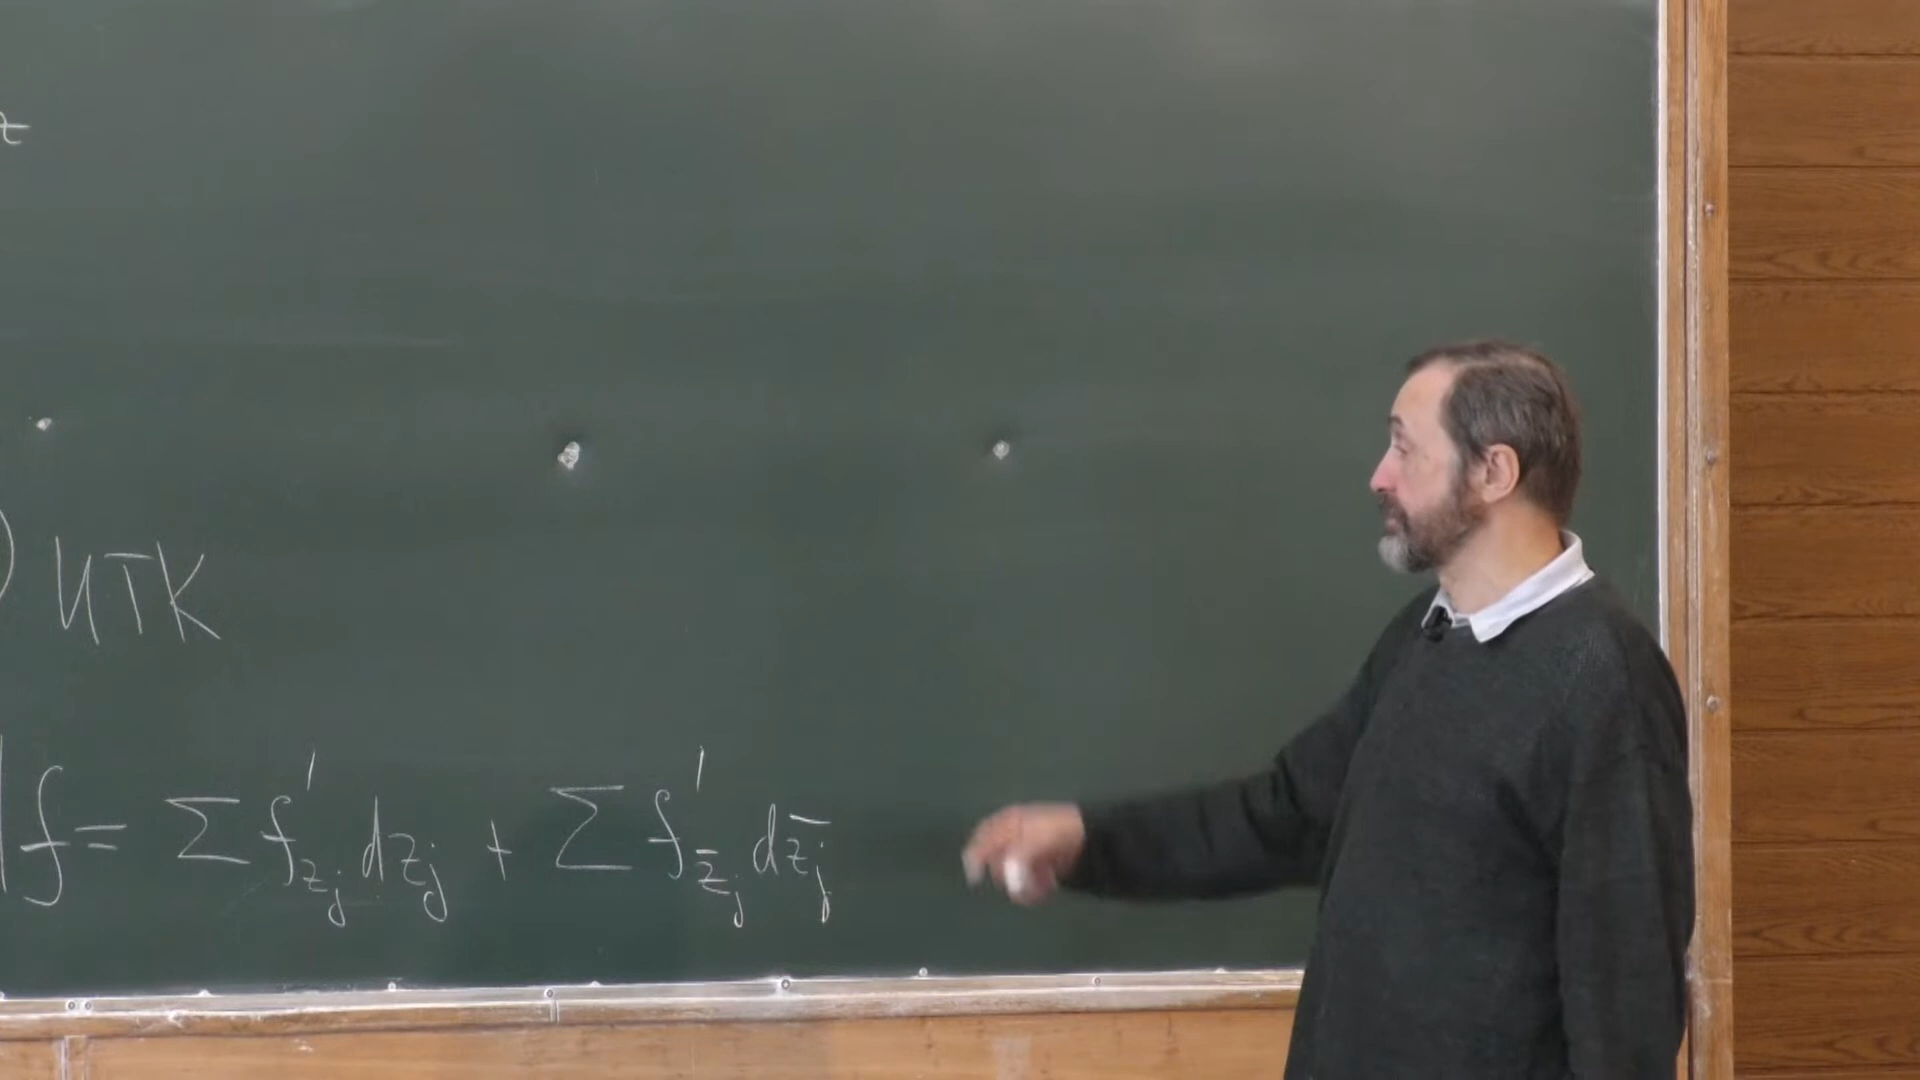 z
) ИТК
df = Σ f'_{z_j} dz_j + Σ f'_{z̄_j} dz̄_j